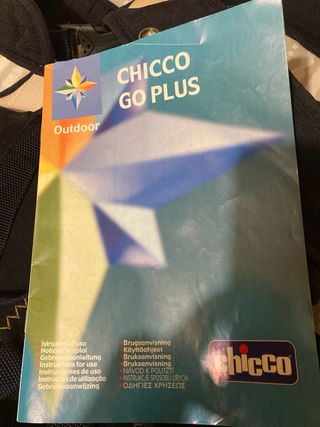 CHICCO
GO PLUS
Outdoor
Istruzioni d'uso
Notice d'emploi
Gebrauchsanleitung
Instructions for use
Instrucciones de uso
Instruções de utilização
Gebruiksaanwijzing
Brugsanvisning
Käyttöohjeet
Bruksanvisning
Bruksanvisning
NÁVOD K POUŽITÍ
INSTRUKCJE SPOSOBU UŻYCIA
ΟΔΗΓΙΕΣ ΧΡΗΣΕΩΣ
chicco